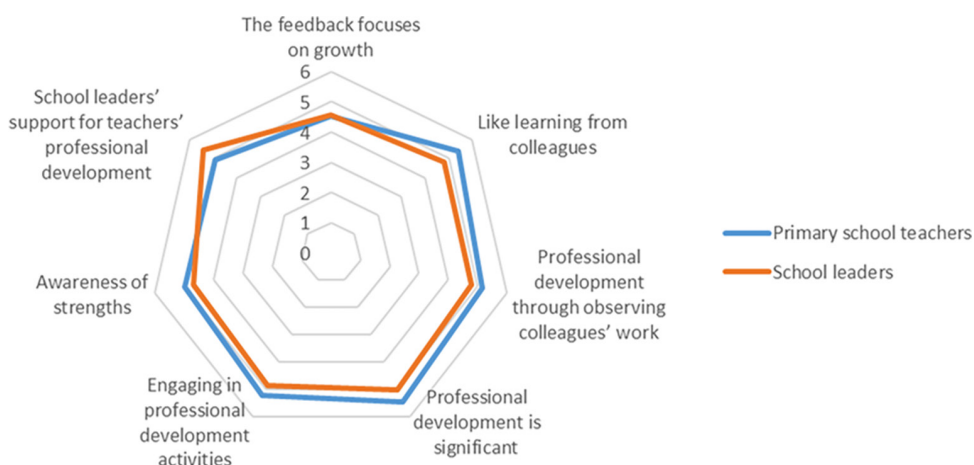 The feedback focuses
on growth
6
5
4
3
2
1
0
Like learning from
colleagues
Professional
development
through observing
colleagues' work
Professional
development is
significant
Engaging in
professional
development
activities
Awareness of
strengths
School leaders'
support for teachers'
professional
development
Primary school teachers
School leaders